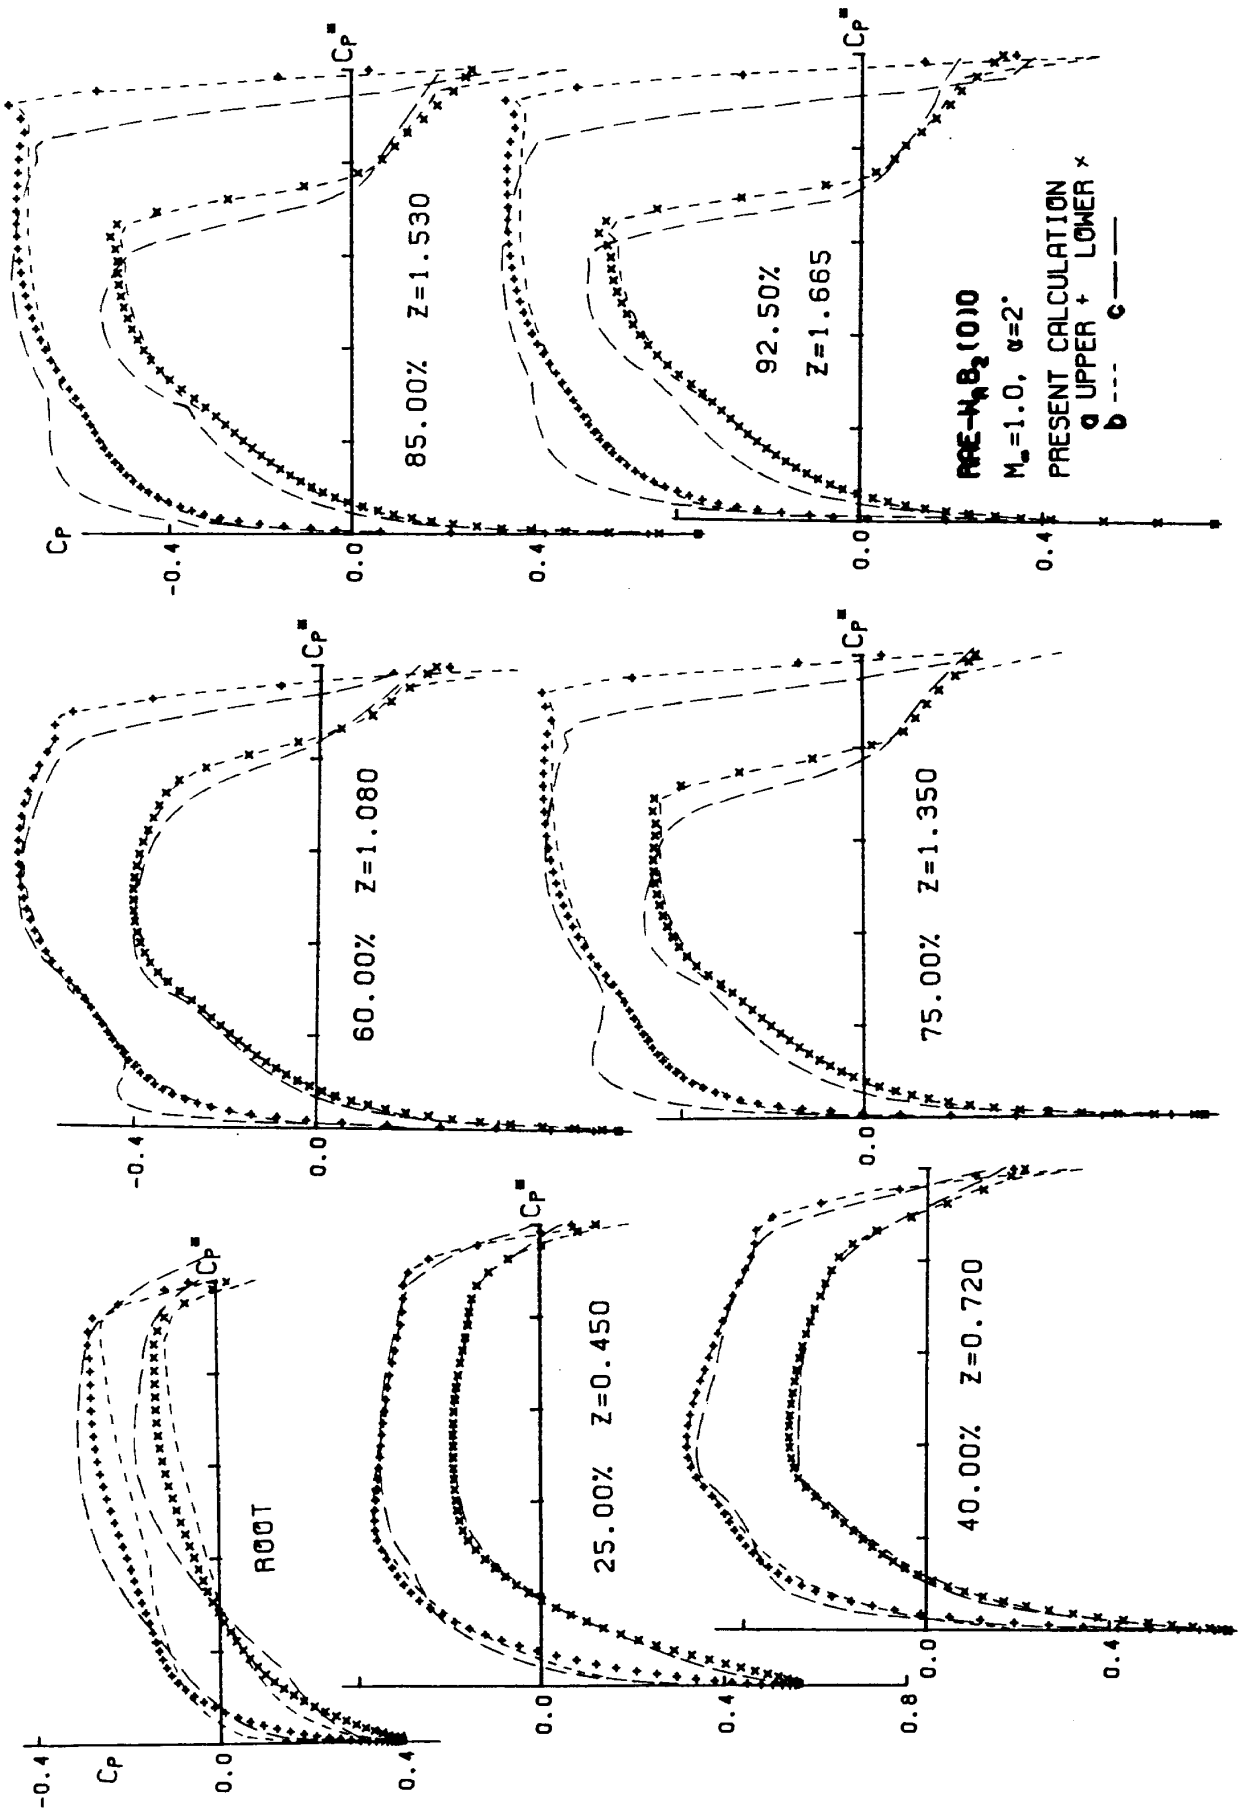 -0.4
Cp
0.0
0.4
ROOT
Cp*
0.0
0.4
0.8
25.00% Z=0.450
Cp*
0.0
0.4
40.00% Z=0.720
-0.4
0.0
60.00% Z=1.080
Cp*
0.0
75.00% Z=1.350
Cp*
Cp
-0.4
0.0
0.4
85.00% Z=1.530
Cp*
0.0
0.4
92.50%
Z=1.665
Cp*
M∞=1.0, α=2°
PRESENT CALCULATION
a UPPER + LOWER ×
b --- c — —